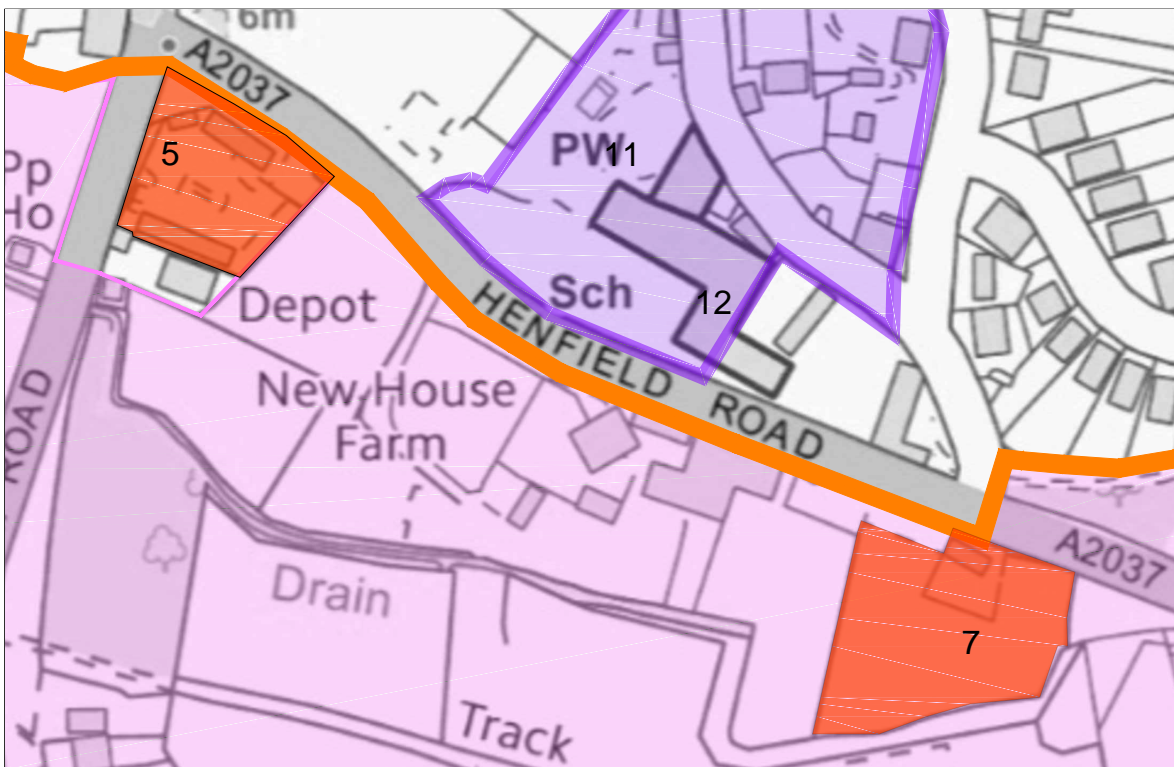 6m
A2037
5
PW
11
Pp
Ho
Sch
12
Depot
HENFIELD ROAD
New House
Farm
ROAD
A2037
Drain
7
Track